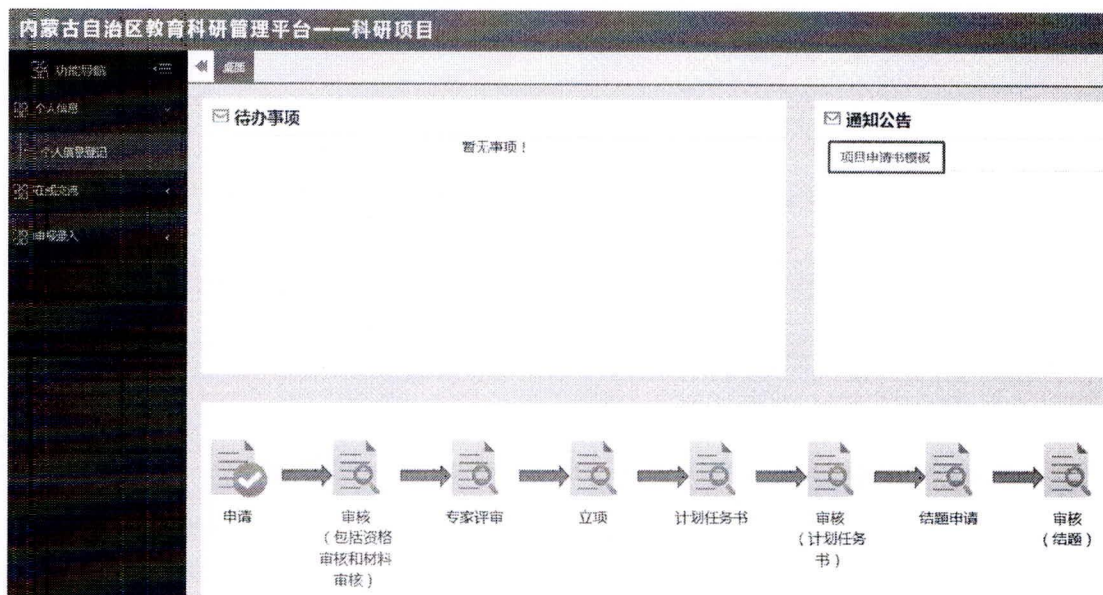 内蒙古自治区教育科研管理平台——科研项目
功能导航
桌面
个人信息
个人信息登记
在线交流
申报录入
待办事项
暂无事项！
通知公告
项目申请书模板
申请
审核
（包括资格
审核和材料
审核）
专家评审
立项
计划任务书
审核
（计划任务
书）
结题申请
审核
（结题）